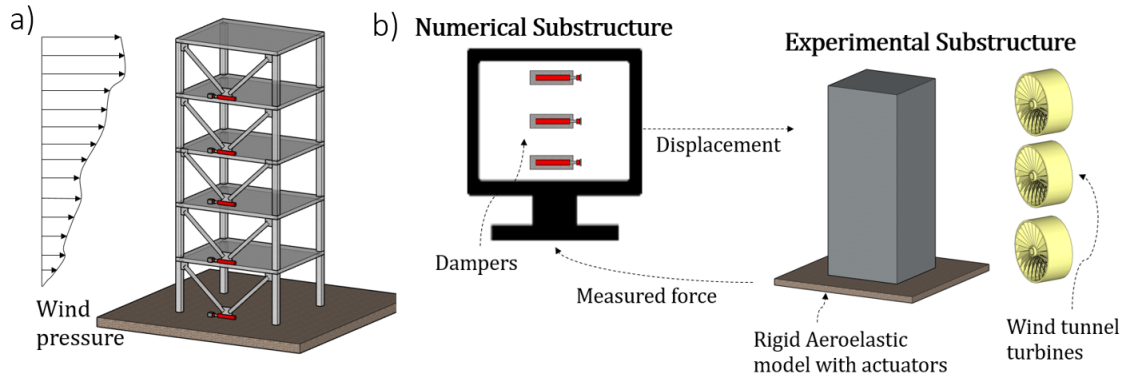 a)
Wind
pressure
b)
Numerical Substructure
Experimental Substructure
Displacement
Dampers
Measured force
Rigid Aeroelastic
model with actuators
Wind tunnel
turbines